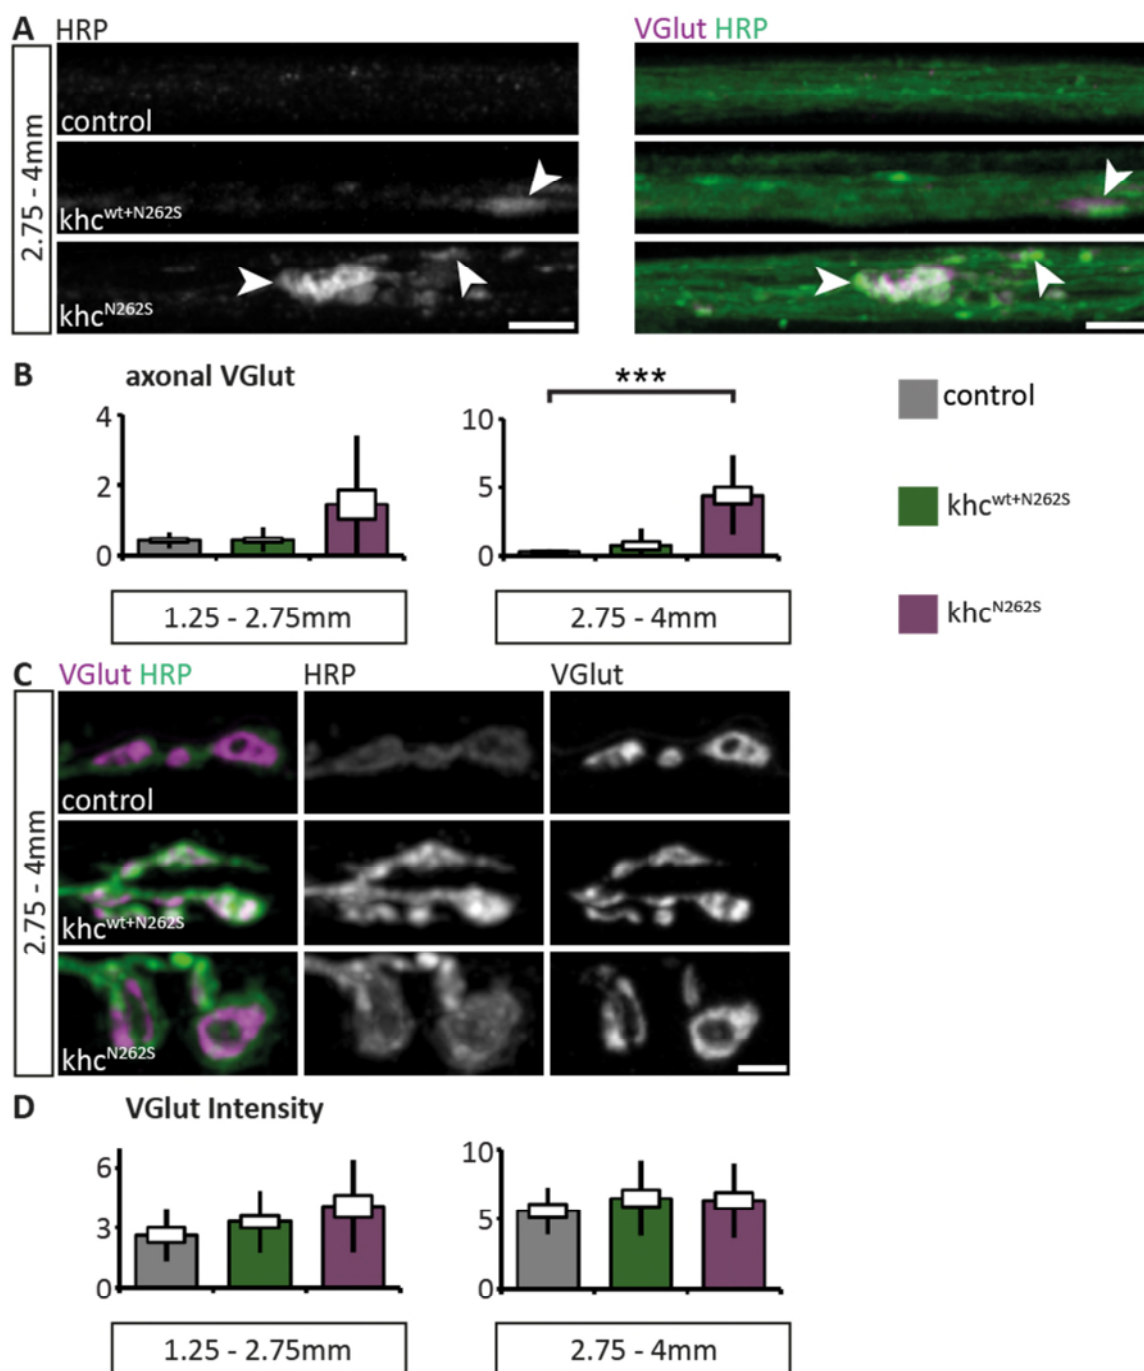 A HRP VGlut HRP
2.75 - 4mm
control
khcwt+N262S
khcN262S
B axonal VGlut
***
4
2
0
10
5
0
1.25 - 2.75mm
2.75 - 4mm
control
khcwt+N262S
khcN262S
C VGlut HRP HRP VGlut
2.75 - 4mm
control
khcwt+N262S
khcN262S
D VGlut Intensity
6
3
0
10
5
0
1.25 - 2.75mm
2.75 - 4mm